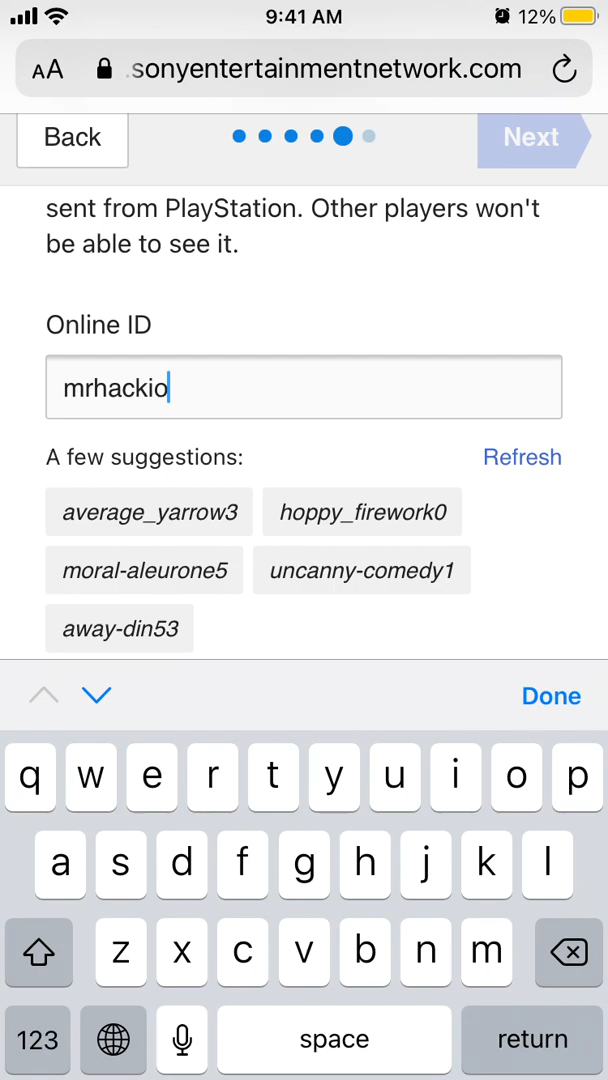 9:41 AM
12%
AA
.sonyentertainmentnetwork.com
Back
Next
sent from PlayStation. Other players won't
be able to see it.
Online ID
mrhackio
A few suggestions:
Refresh
average_yarrow3
hoppy_firework0
moral-aleurone5
uncanny-comedy1
away-din53
Done
q w e r t y u i o p
a s d f g h j k l
z x c v b n m
123
space
return